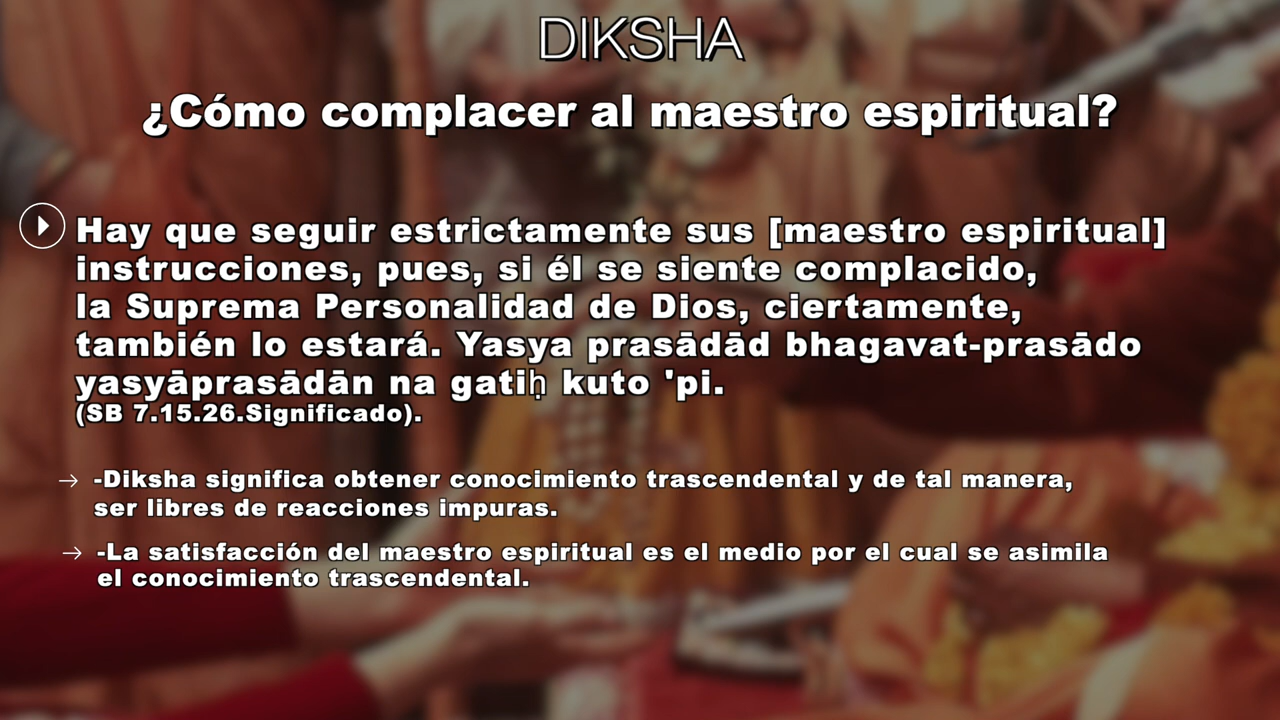 DIKSHA
¿Cómo complacer al maestro espiritual?
Hay que seguir estrictamente sus [maestro espiritual]
instrucciones, pues, si él se siente complacido,
la Suprema Personalidad de Dios, ciertamente,
también lo estará. Yasya prasādād bhagavat-prasādo
yasyāprasādān na gatiḥ kuto 'pi.
(SB 7.15.26.Significado).
→ -Diksha significa obtener conocimiento trascendental y de tal manera,
ser libres de reacciones impuras.
→ -La satisfacción del maestro espiritual es el medio por el cual se asimila
el conocimiento trascendental.